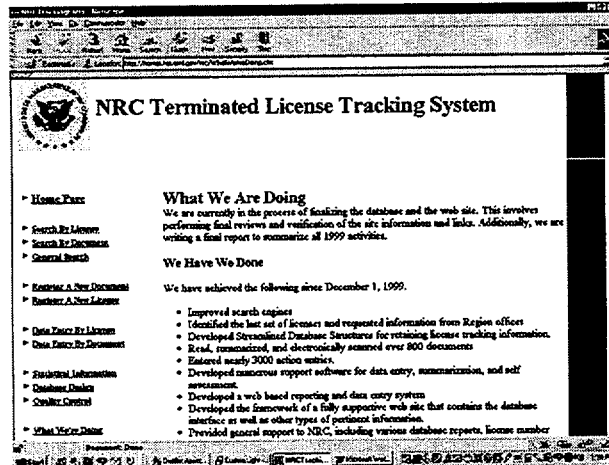 NRC Terminated License Tracking System
Home Page
Search By License
Search By Document
General Search
Register A New Document
Register A New License
Data Entry By License
Data Entry By Document
Statistical Information
Database Design
Quality Control
What We're Doing
What We Are Doing
We are currently in the process of finalizing the database and the web site. This involves
performing final reviews and verification of the site information and links. Additionally, we are
writing a final report to summarize all 1999 activities.
We Have We Done
We have achieved the following since December 1, 1999.
Improved search engines
Identified the last set of licenses and requested information from Region offices
Developed Streamlined Database Structures for retaining license tracking information.
Read, summarized, and electronically scanned over 800 documents
Entered nearly 3000 action entries.
Developed numerous support software for data entry, summarization, and self
assessment.
Developed a web based reporting and data entry system
Developed the framework of a fully supportive web site that contains the database
interface as well as other types of pertinent information.
Provided general support to NRC, including various database reports, license number